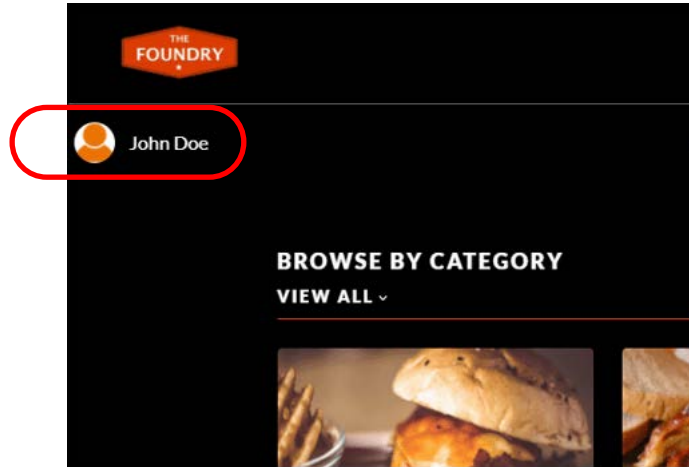 THE
FOUNDRY
John Doe
BROWSE BY CATEGORY
VIEW ALL